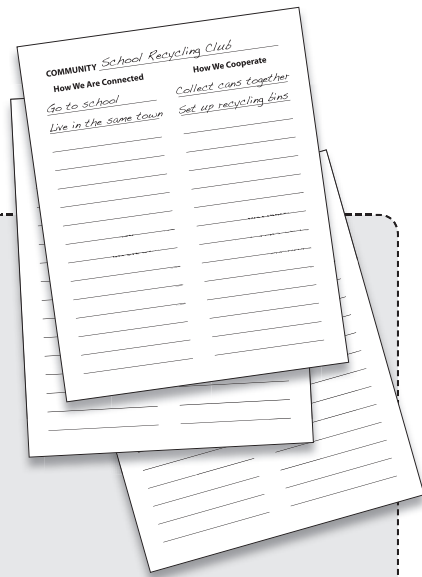 COMMUNITY School Recycling Club
How We Are Connected
Go to school
Live in the same town
How We Cooperate
Collect cans together
Set up recycling bins